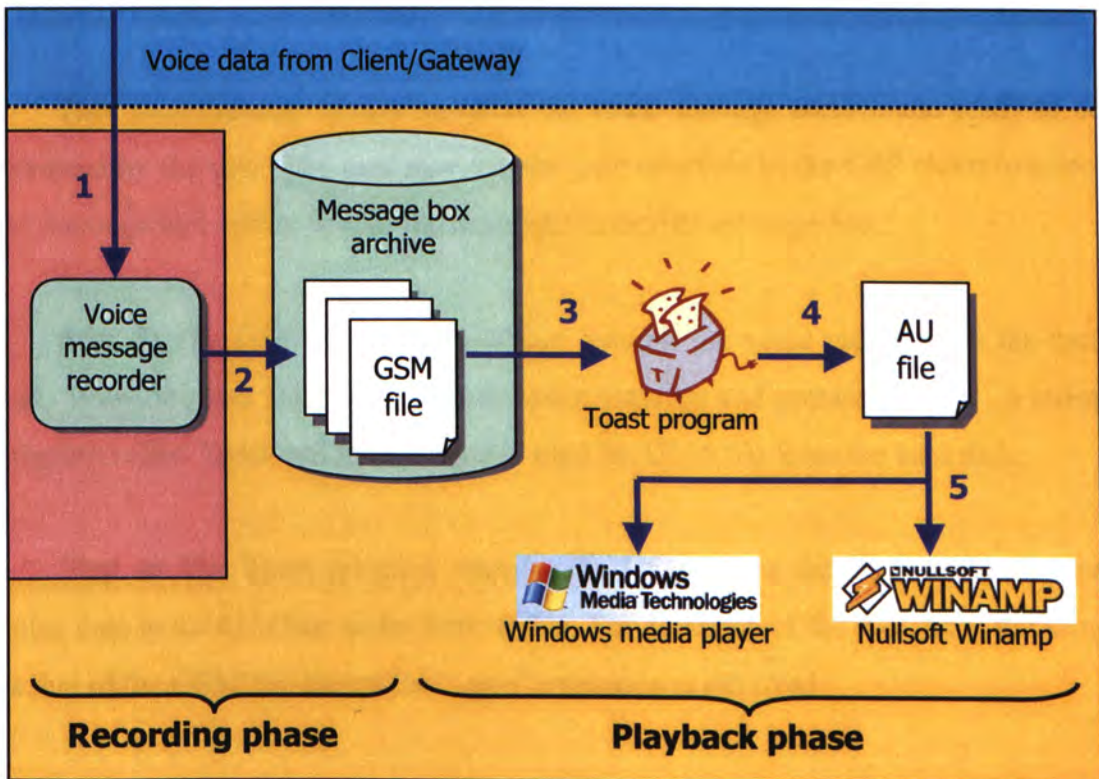 Voice data from Client/Gateway
1
Voice
message
recorder
2
Message box
archive
GSM
file
3
T
Toast program
4
AU
file
5
Windows
Media Technologies
Windows media player
NULLSOFT
WINAMP
Nullsoft Winamp
Recording phase
Playback phase